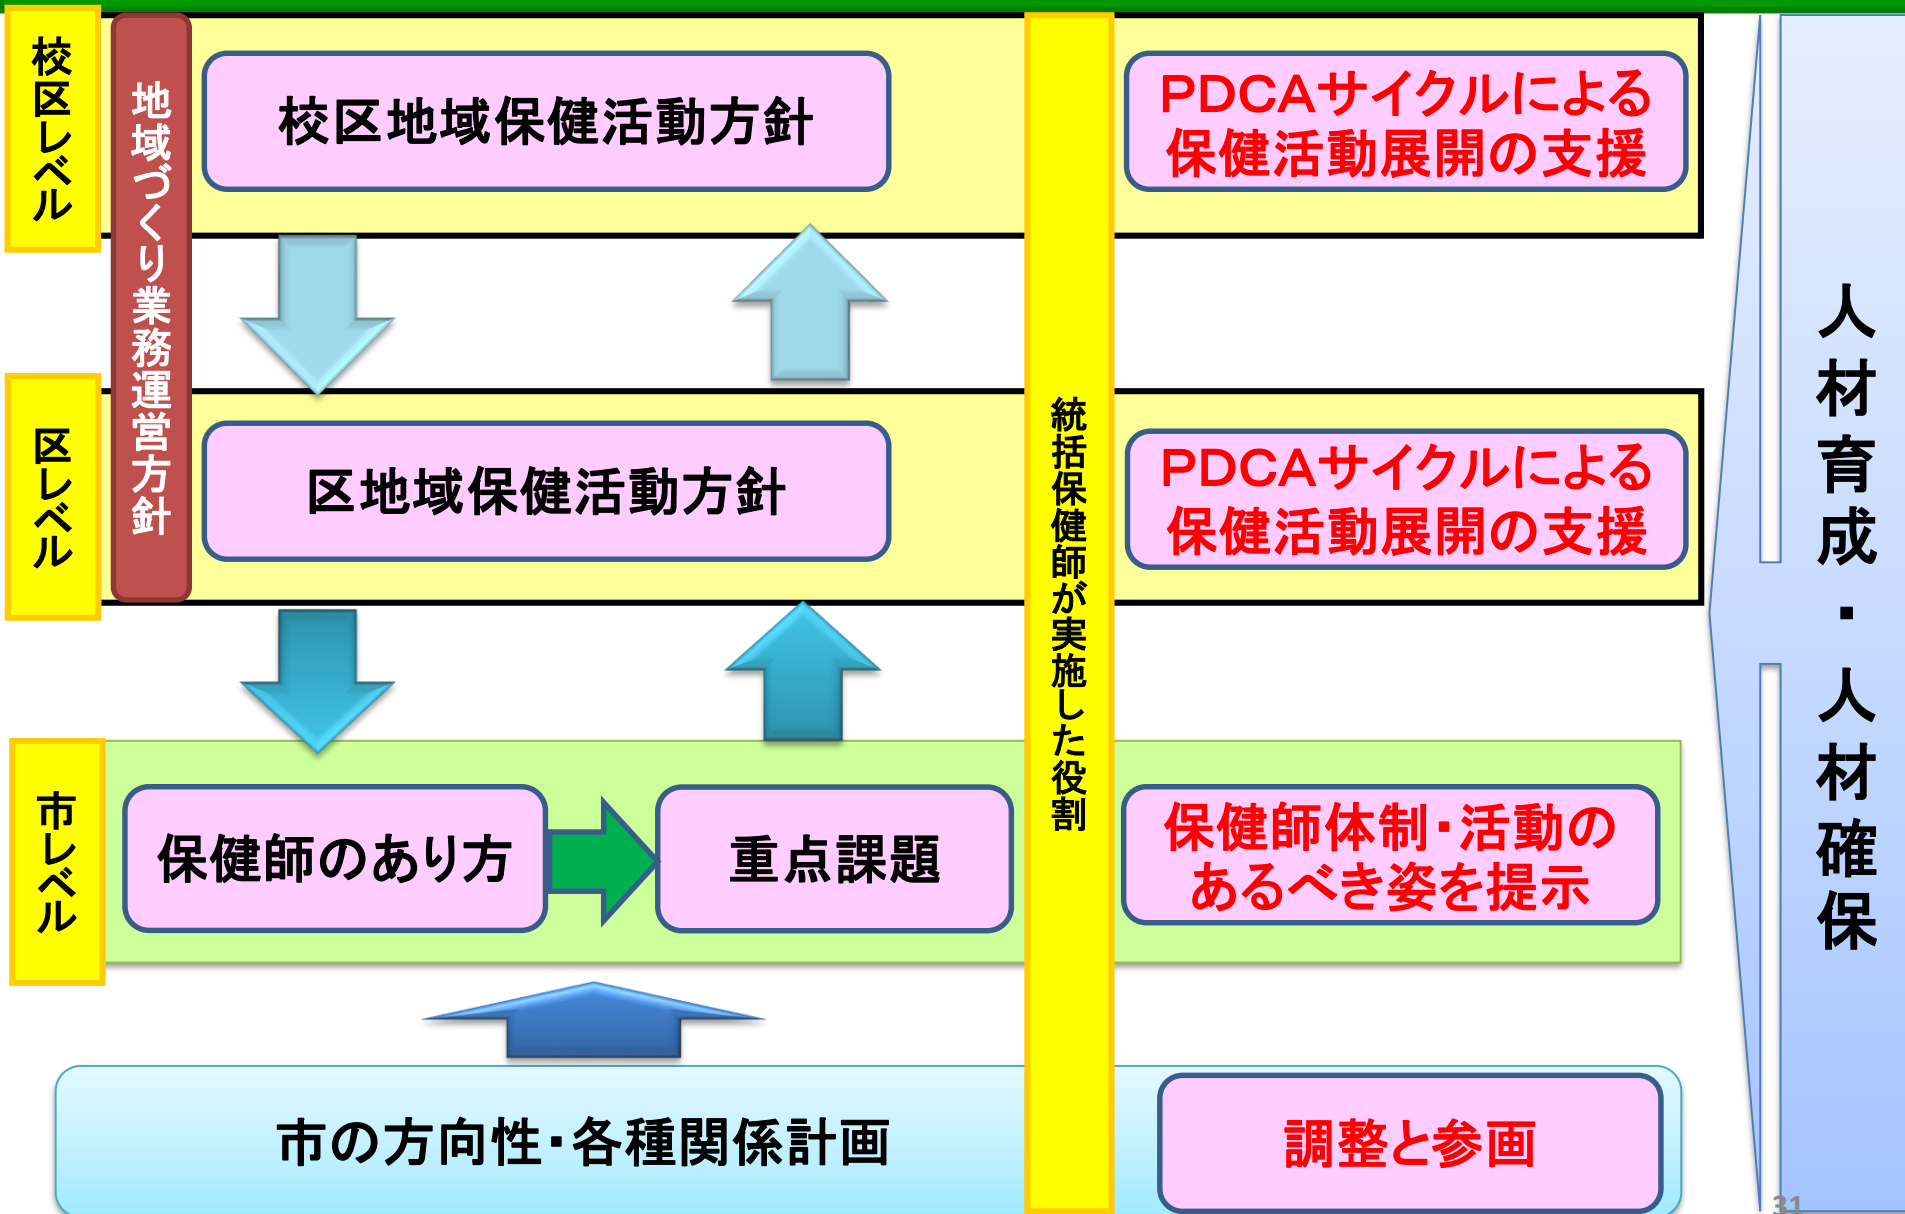 校区レベル
地域づくり業務運営方針
校区地域保健活動方針
PDCAサイクルによる
保健活動展開の支援
区レベル
区地域保健活動方針
PDCAサイクルによる
保健活動展開の支援
統括保健師が実施した役割
人材育成・人材確保
市レベル
保健師のあり方
重点課題
保健師体制・活動の
あるべき姿を提示
市の方向性・各種関係計画
調整と参画
31